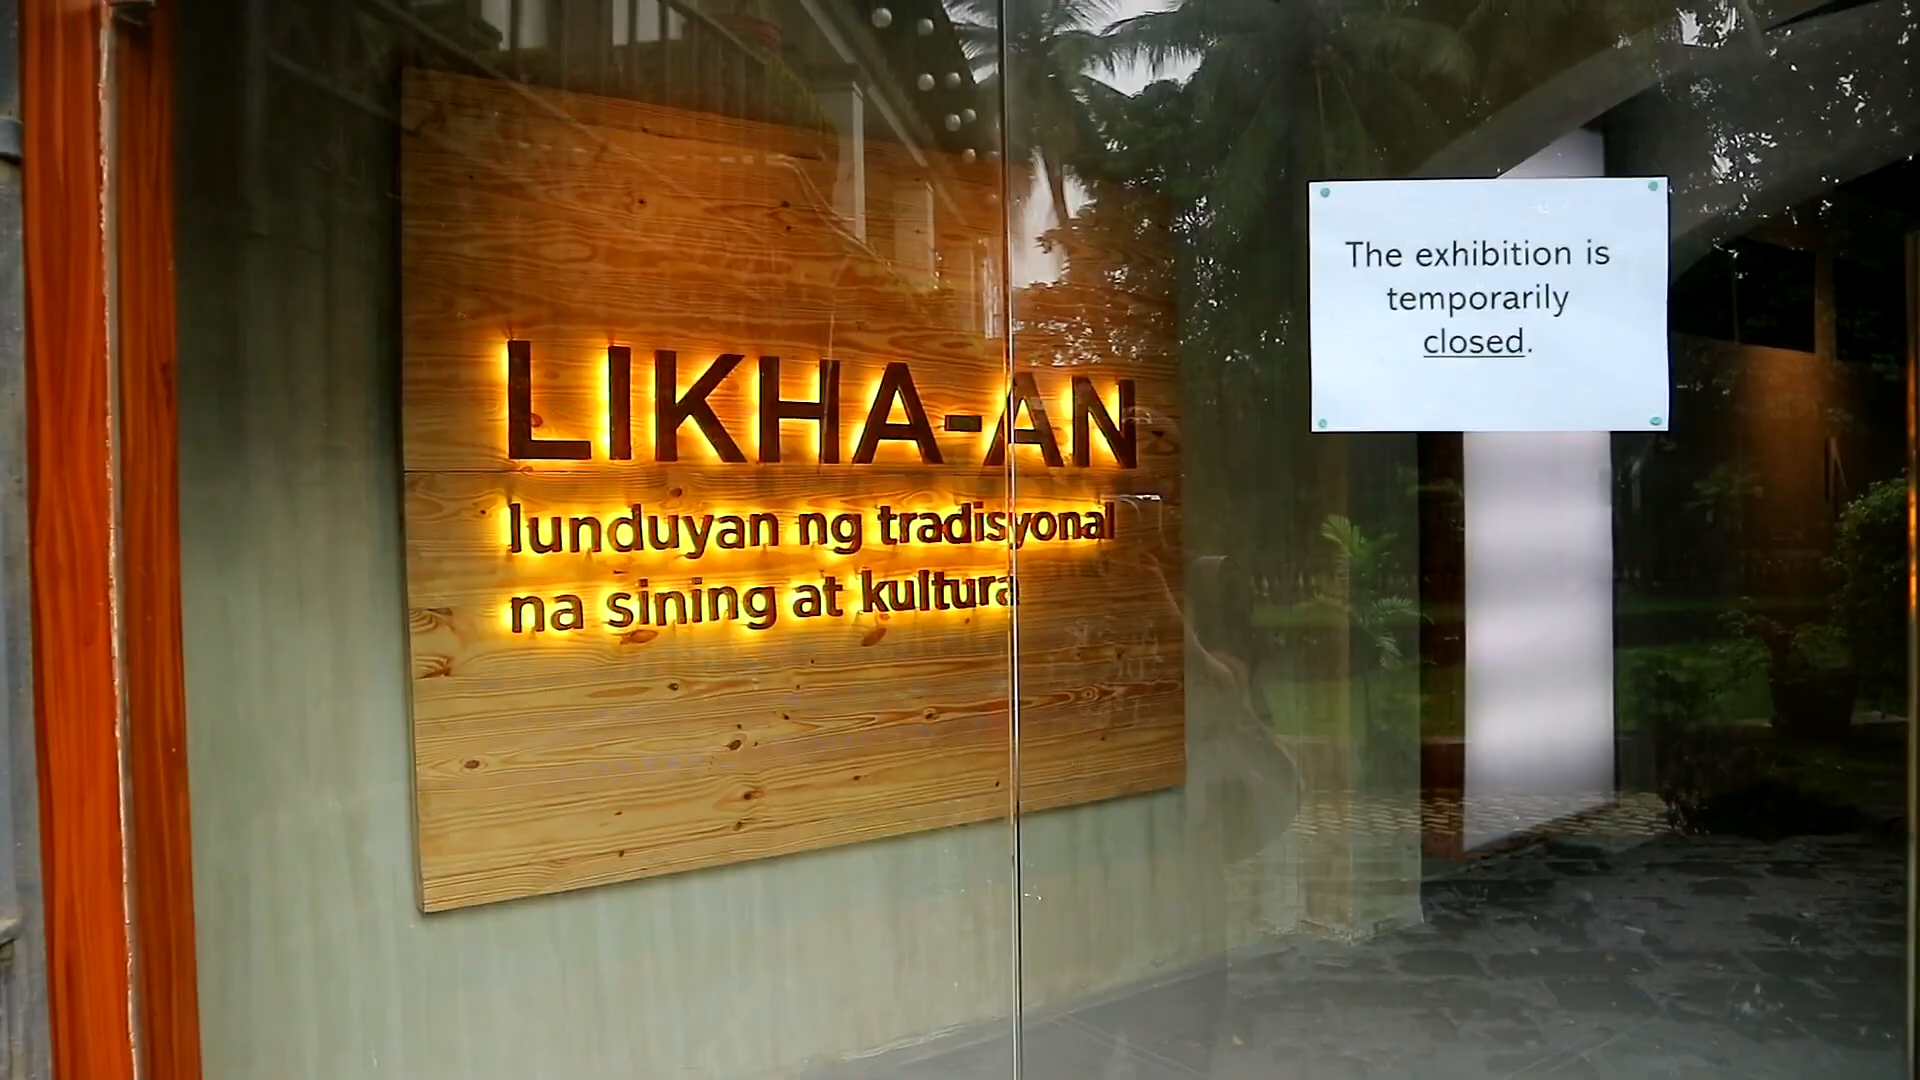 LIKHA-AN
lunduyan ng tradisyonal
na sining at kultura
The exhibition is
temporarily
closed.